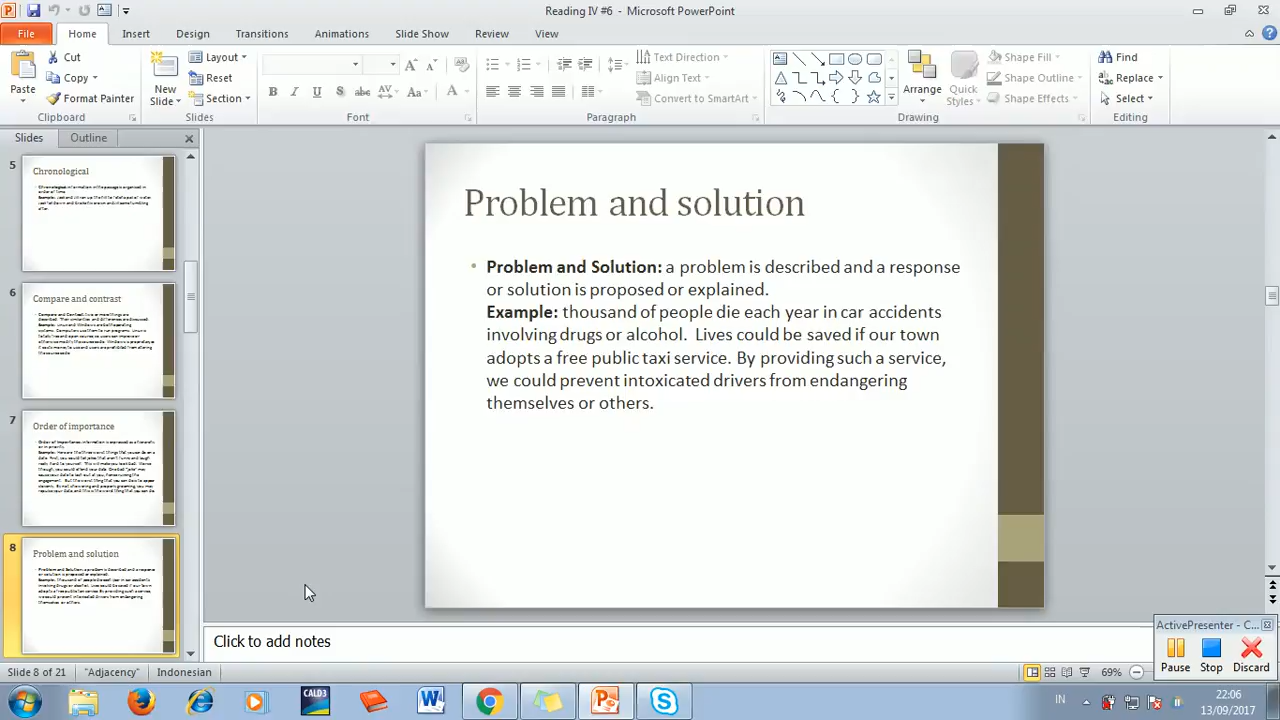 Reading IV #6 - Microsoft PowerPoint
File Home Insert Design Transitions Animations Slide Show Review View
Paste Cut Copy Format Painter Clipboard
New Slide Layout Reset Section Slides
B I U S abc AV Aa A Font
Text Direction Align Text Convert to SmartArt Paragraph
Arrange Quick Styles Shape Fill Shape Outline Shape Effects Drawing
Find Replace Select Editing
Slides Outline
5
Chronological
6
Compare and contrast
7
Order of importance
8
Problem and solution
Problem and solution
• Problem and Solution: a problem is described and a response
or solution is proposed or explained.
Example: thousand of people die each year in car accidents
involving drugs or alcohol. Lives could be saved if our town
adopts a free public taxi service. By providing such a service,
we could prevent intoxicated drivers from endangering
themselves or others.
Click to add notes
ActivePresenter - C...
Pause Stop Discard
Slide 8 of 21 "Adjacency" Indonesian 69%
CALD3
IN
22:06
13/09/2017